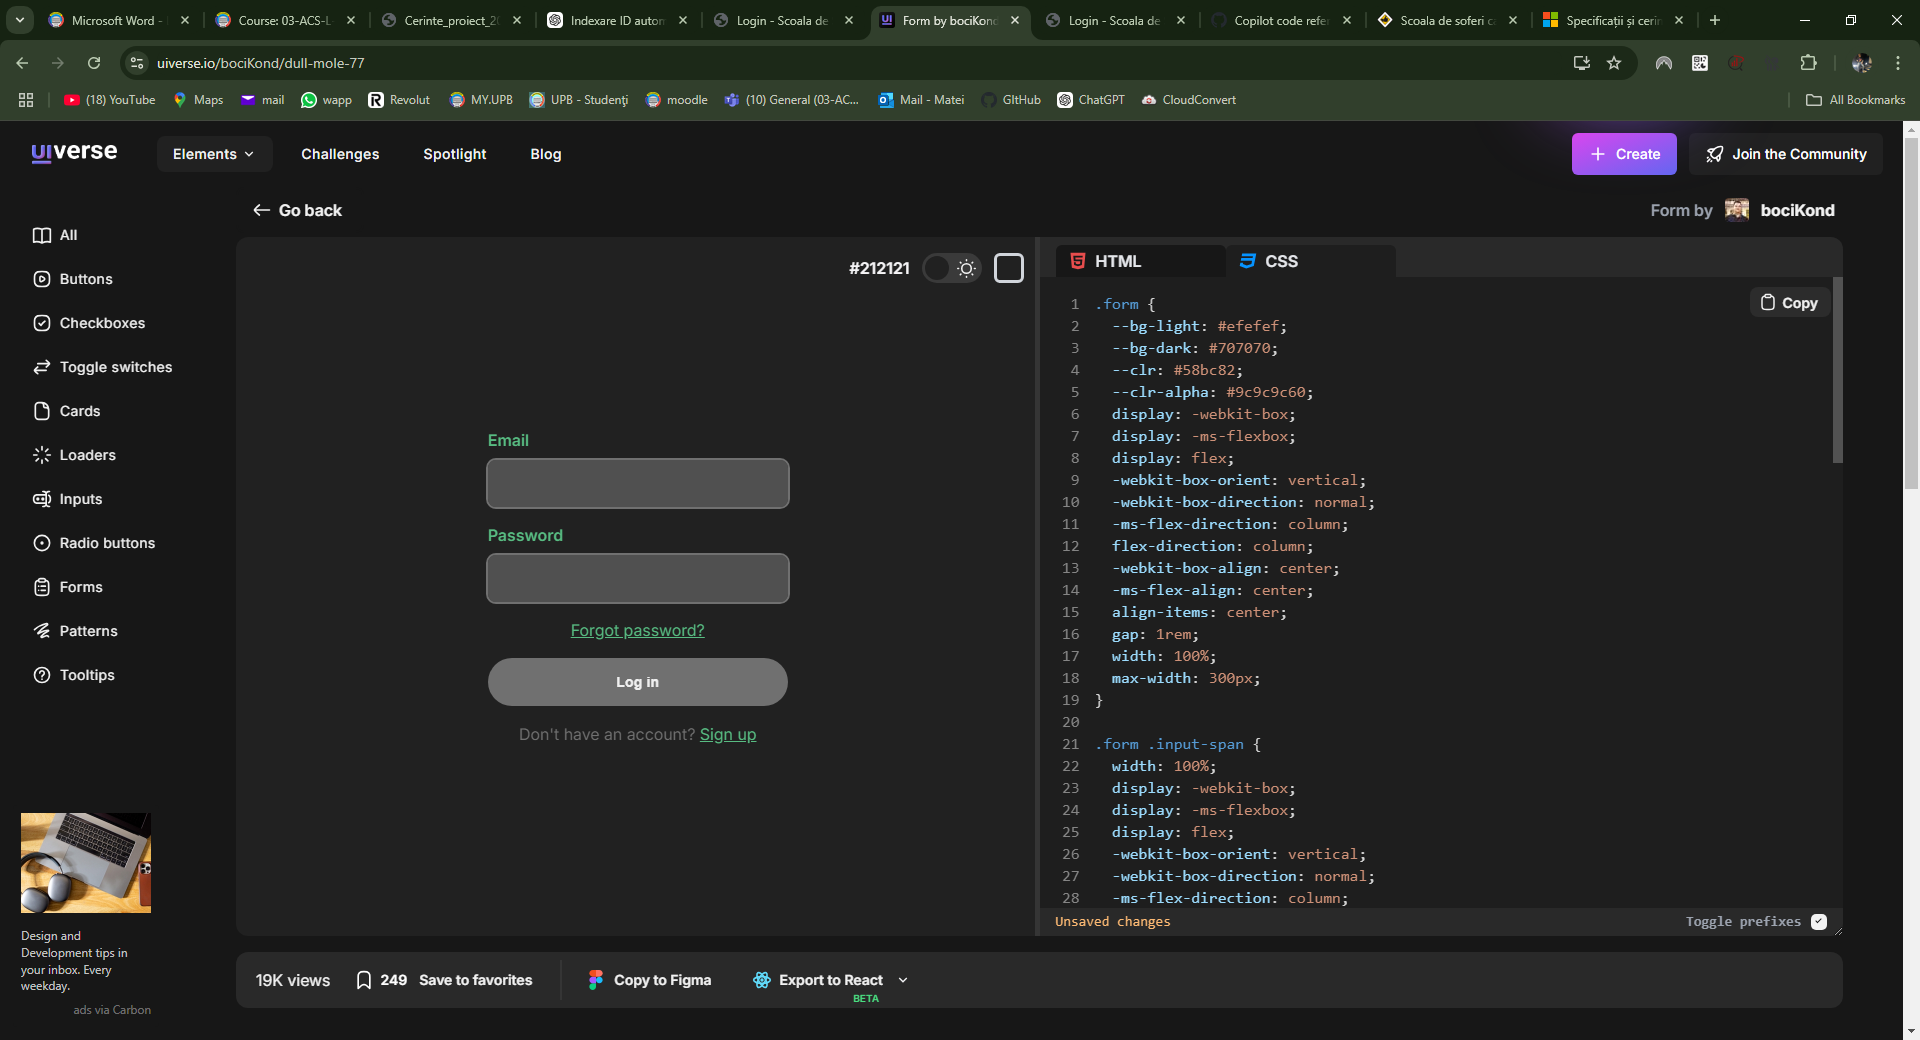 Microsoft Word -
Course: 03-ACS-L
Cerinte_proiect_20
Indexare ID autom
Login - Scoala de
Form by bociKond
Login - Scoala de
Copilot code refe
Scoala de soferi c
Specificații și cerin
uiverse.io/bociKond/dull-mole-77
(18) YouTube
Maps
mail
wapp
Revolut
MY.UPB
UPB - Studenţi
moodle
(10) General (03-AC...
Mail - Matei
GItHub
ChatGPT
CloudConvert
All Bookmarks
uiverse
Elements
Challenges
Spotlight
Blog
+ Create
Join the Community
Go back
Form by
bociKond
All
Buttons
Checkboxes
Toggle switches
Cards
Loaders
Inputs
Radio buttons
Forms
Patterns
Tooltips
Design and
Development tips in
your inbox. Every
weekday.
ads via Carbon
#212121
Email
Password
Forgot password?
Log in
Don't have an account? Sign up
HTML
CSS
Copy
1 .form {
2 --bg-light: #efefef;
3 --bg-dark: #707070;
4 --clr: #58bc82;
5 --clr-alpha: #9c9c9c60;
6 display: -webkit-box;
7 display: -ms-flexbox;
8 display: flex;
9 -webkit-box-orient: vertical;
10 -webkit-box-direction: normal;
11 -ms-flex-direction: column;
12 flex-direction: column;
13 -webkit-box-align: center;
14 -ms-flex-align: center;
15 align-items: center;
16 gap: 1rem;
17 width: 100%;
18 max-width: 300px;
19 }
20
21 .form .input-span {
22 width: 100%;
23 display: -webkit-box;
24 display: -ms-flexbox;
25 display: flex;
26 -webkit-box-orient: vertical;
27 -webkit-box-direction: normal;
28 -ms-flex-direction: column;
Unsaved changes
Toggle prefixes
19K views
249 Save to favorites
Copy to Figma
Export to React
BETA